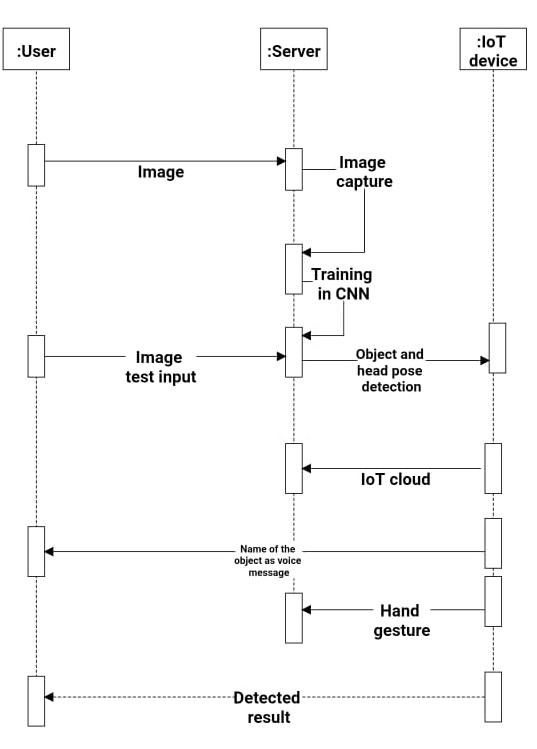 :User
:Server
:IoT
device
Image
Image
capture
Training
in CNN
Image
test input
Object and
head pose
detection
IoT cloud
Name of the
object as voice
message
Hand
gesture
Detected
result